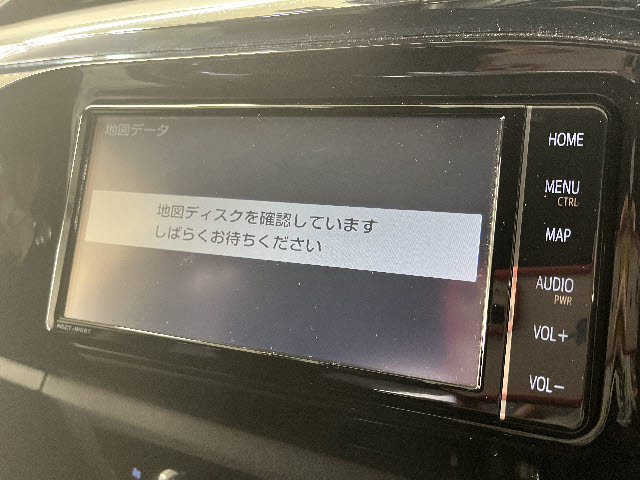 地図データ
地図ディスクを確認しています
しばらくお待ちください
NSZT-W68T
HOME
MENU
CTRL
MAP
AUDIO
PWR
VOL+
VOL−